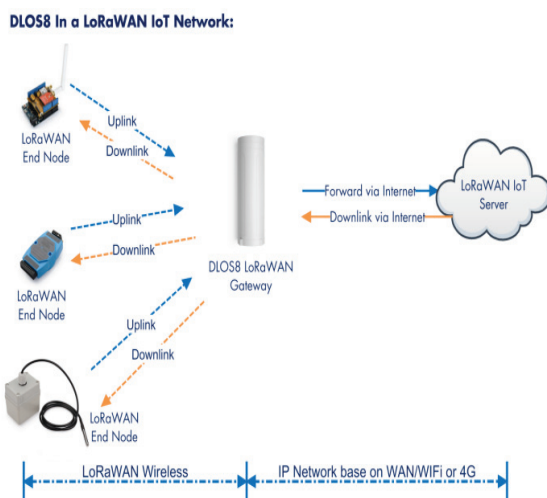 DLOS8 In a LoRaWAN IoT Network:
Uplink
Downlink
LoRaWAN
End Node
Uplink
Downlink
LoRaWAN
End Node
Uplink
Downlink
LoRaWAN
End Node
DLOS8 LoRaWAN
Gateway
Forward via Internet
Downlink via Internet
LoRaWAN IoT
Server
LoRaWAN Wireless
IP Network base on WAN/WIFi or 4G